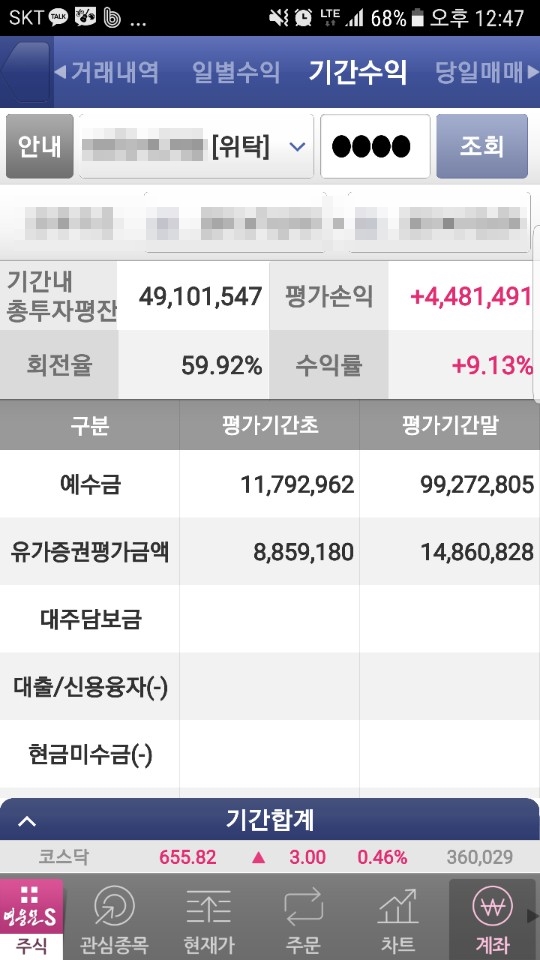 SKT TALK ... LTE 68% 오후 12:47
거래내역 일별수익 기간수익 당일매매
안내 [위탁] ●●●● 조회
기간내
총투자평잔 49,101,547 평가손익 +4,481,491
회전율 59.92% 수익률 +9.13%
구분 평가기간초 평가기간말
예수금 11,792,962 99,272,805
유가증권평가금액 8,859,180 14,860,828
대주담보금
대출/신용융자(-)
현금미수금(-)
기간합계
코스닥 655.82 ▲ 3.00 0.46% 360,029
영웅문S
주식 관심종목 현재가 주문 차트 계좌